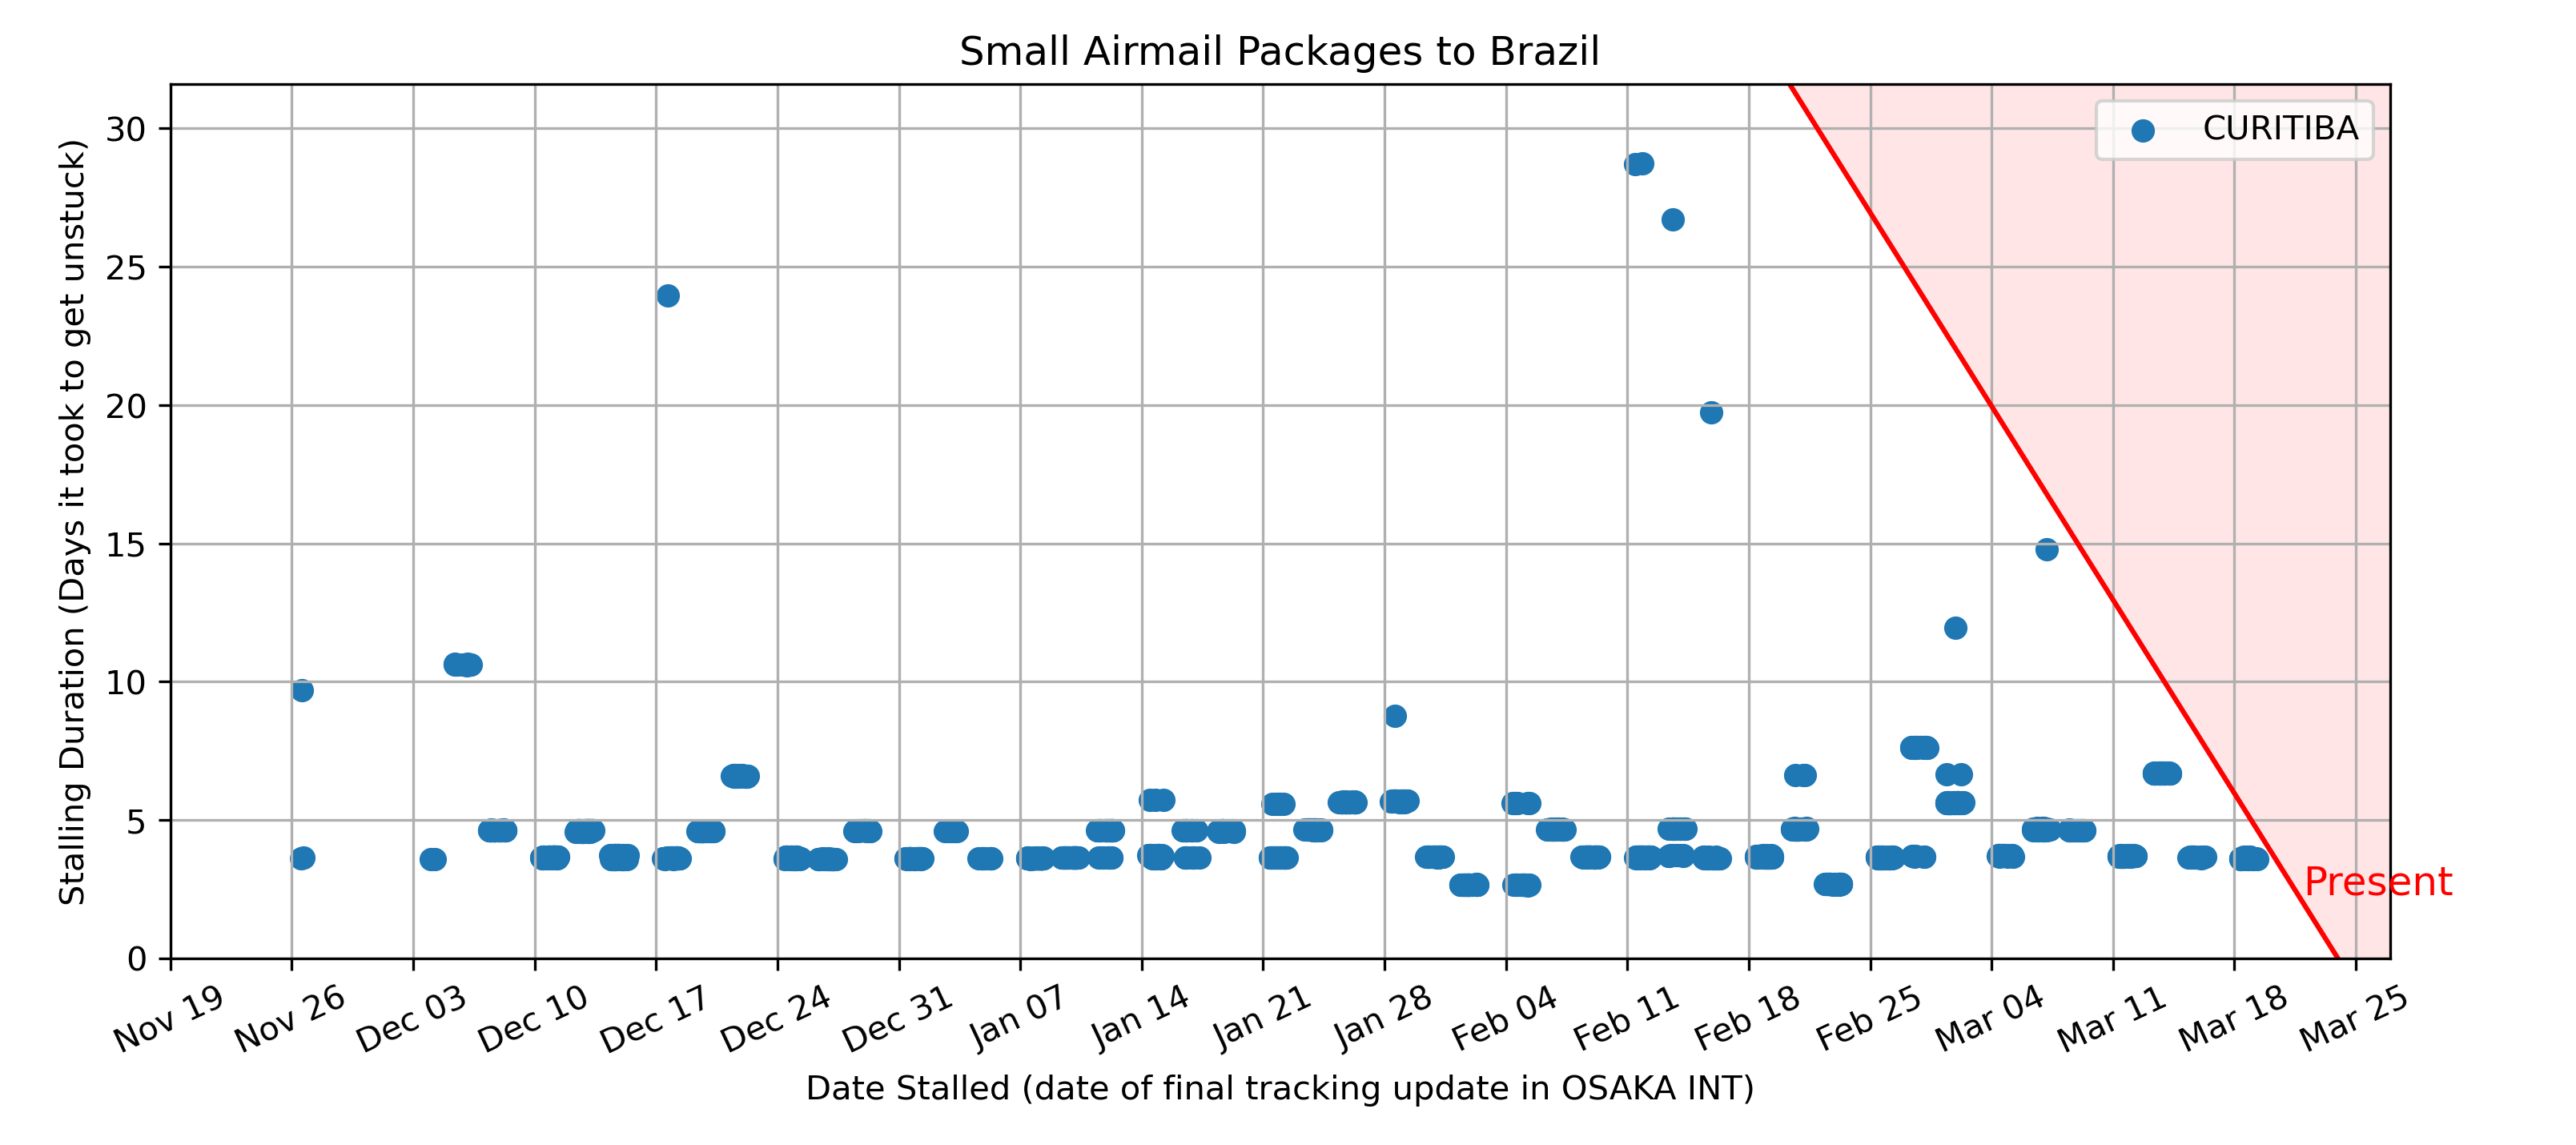 Small Airmail Packages to Brazil
CURITIBA
Stalling Duration (Days it took to get unstuck)
30
25
20
15
10
5
0
Present
Nov 19
Nov 26
Dec 03
Dec 10
Dec 17
Dec 24
Dec 31
Jan 07
Jan 14
Jan 21
Jan 28
Feb 04
Feb 11
Feb 18
Feb 25
Mar 04
Mar 11
Mar 18
Mar 25
Date Stalled (date of final tracking update in OSAKA INT)